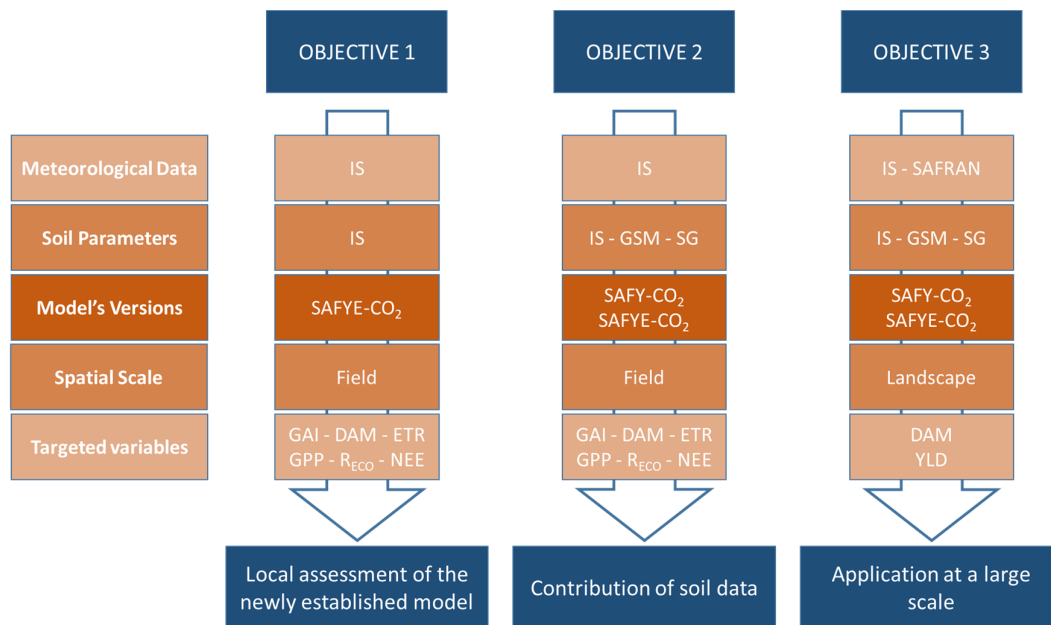 OBJECTIVE 1
OBJECTIVE 2
OBJECTIVE 3
Meteorological Data
IS
IS
IS - SAFRAN
Soil Parameters
IS
IS - GSM - SG
IS - GSM - SG
Model's Versions
SAFYE-CO₂
SAFY-CO₂
SAFYE-CO₂
SAFY-CO₂
SAFYE-CO₂
Spatial Scale
Field
Field
Landscape
Targeted variables
GAI - DAM - ETR
GPP - R_ECO - NEE
GAI - DAM - ETR
GPP - R_ECO - NEE
DAM
YLD
Local assessment of the
newly established model
Contribution of soil data
Application at a large
scale